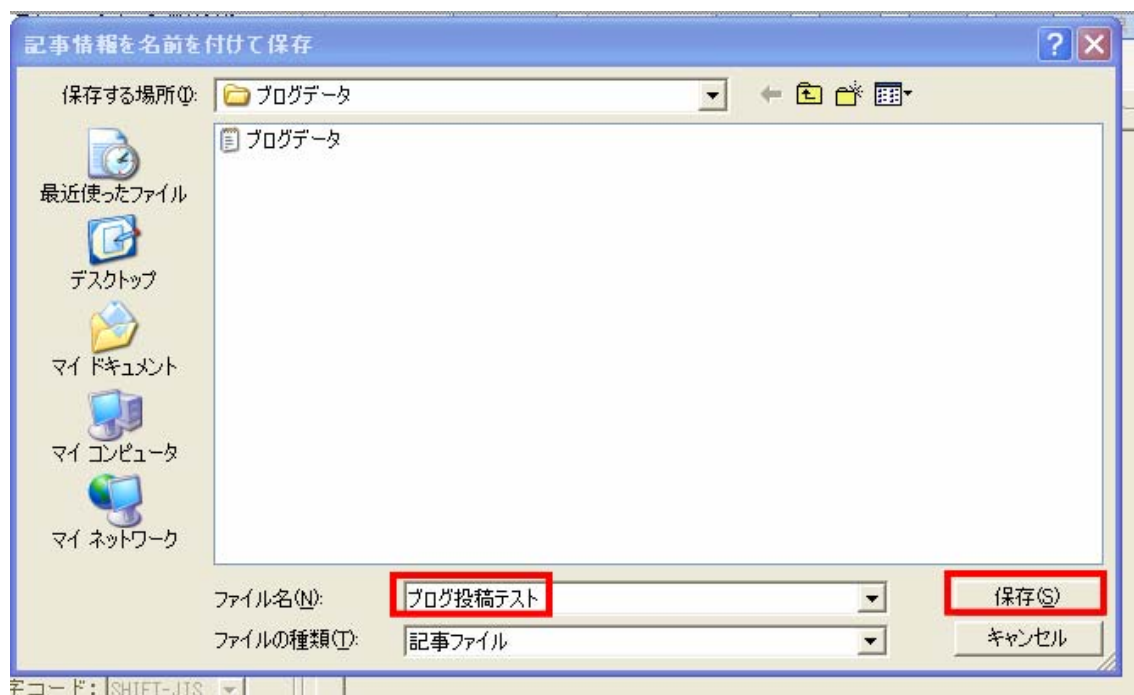 記事情報を名前を付けて保存
保存する場所(I):
ブログデータ
ブログデータ
最近使ったファイル
デスクトップ
マイ ドキュメント
マイ コンピュータ
マイ ネットワーク
ファイル名(N):
ブログ投稿テスト
保存(S)
ファイルの種類(T):
記事ファイル
キャンセル
字コード: SHIFT-JIS